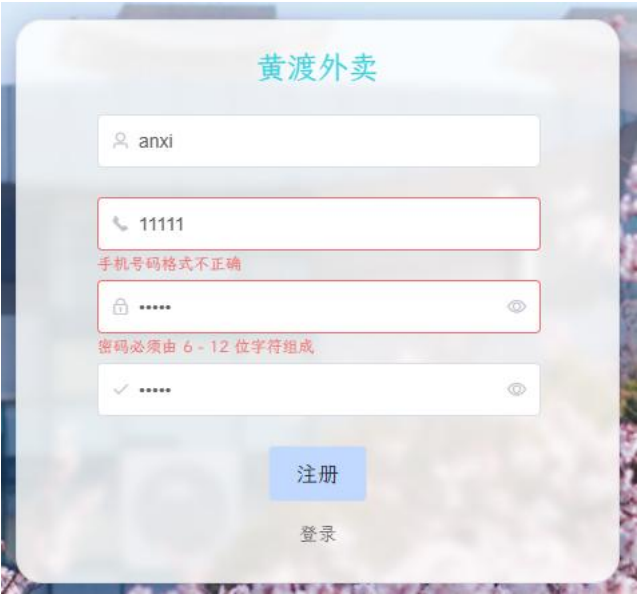 黄渡外卖
anxi
11111
手机号码格式不正确
•••••
密码必须由 6 - 12 位字符组成
•••••
注册
登录